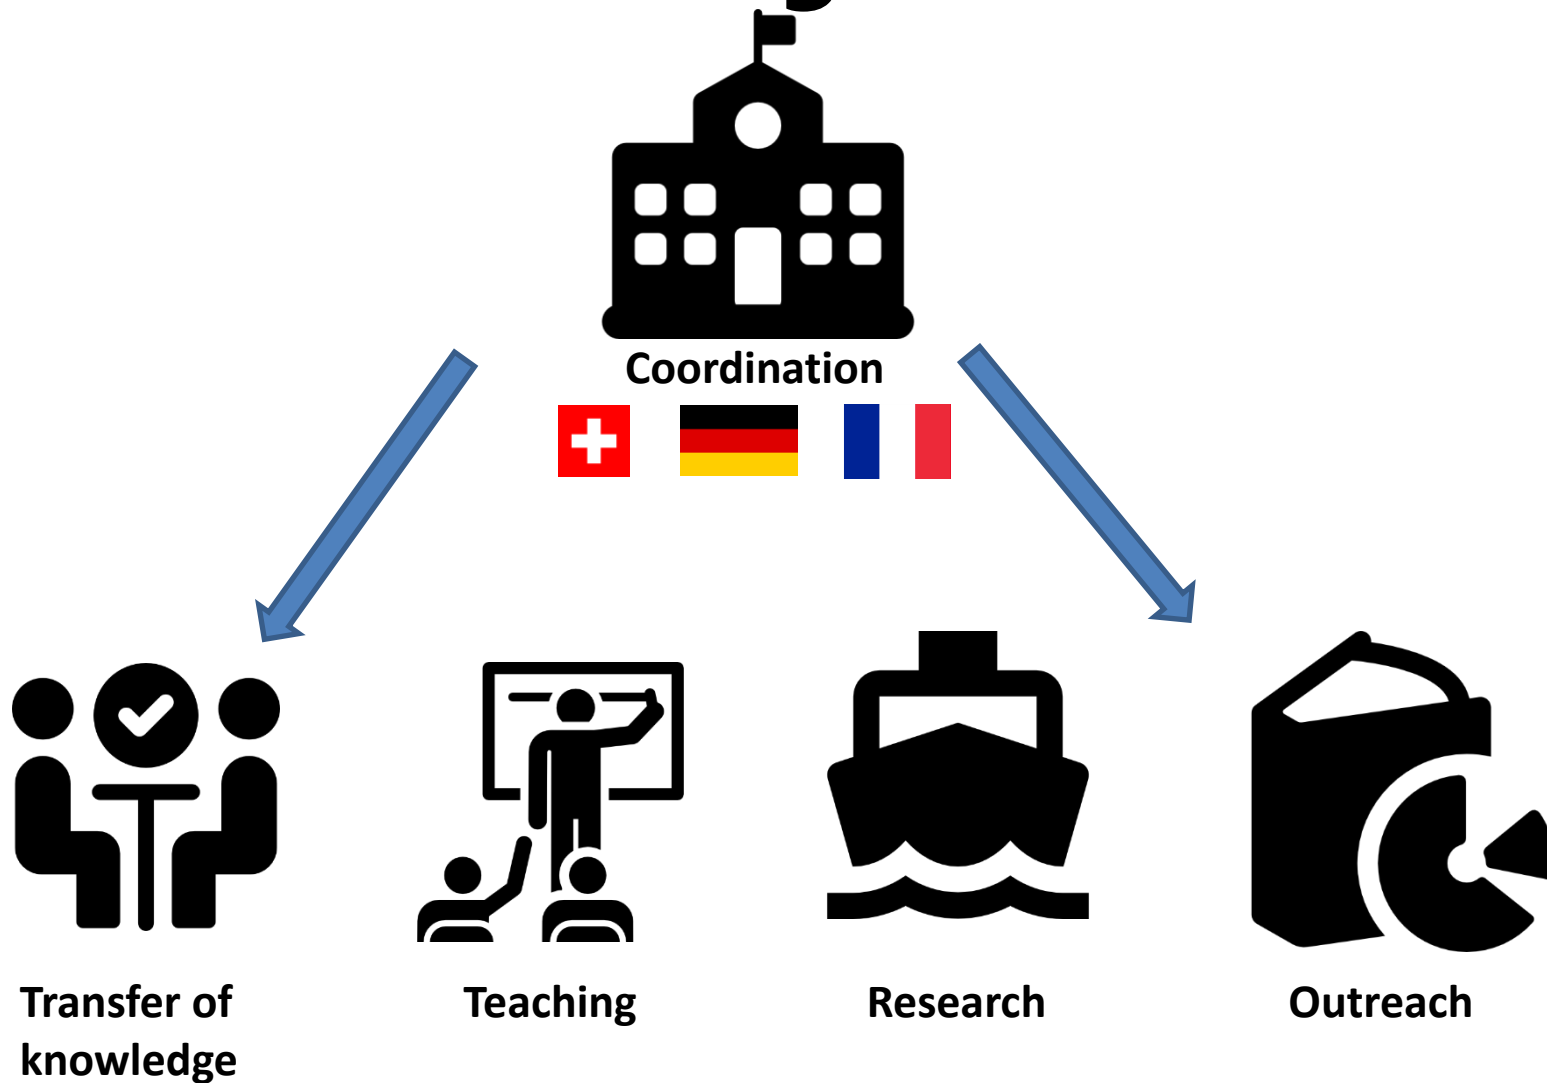 Coordination
Transfer of
knowledge
Teaching
Research
Outreach